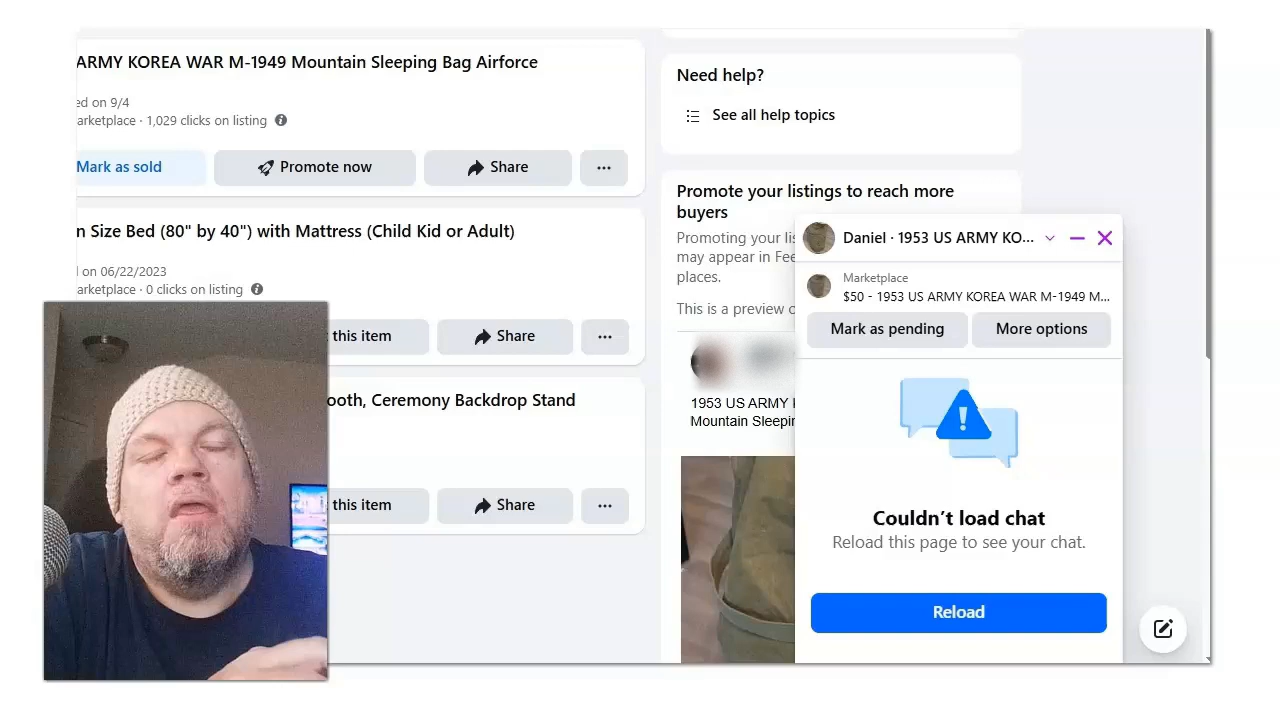 ARMY KOREA WAR M-1949 Mountain Sleeping Bag Airforce
ed on 9/4
arketplace · 1,029 clicks on listing
Mark as sold
Promote now
Share
n Size Bed (80" by 40") with Mattress (Child Kid or Adult)
on 06/22/2023
arketplace · 0 clicks on listing
this item
Share
ooth, Ceremony Backdrop Stand
this item
Share
Need help?
See all help topics
Promote your listings to reach more
buyers
Promoting your lis
may appear in Fee
places.
This is a preview o
1953 US ARMY K
Mountain Sleepin
Daniel · 1953 US ARMY KO...
Marketplace
$50 - 1953 US ARMY KOREA WAR M-1949 M...
Mark as pending
More options
Couldn’t load chat
Reload this page to see your chat.
Reload